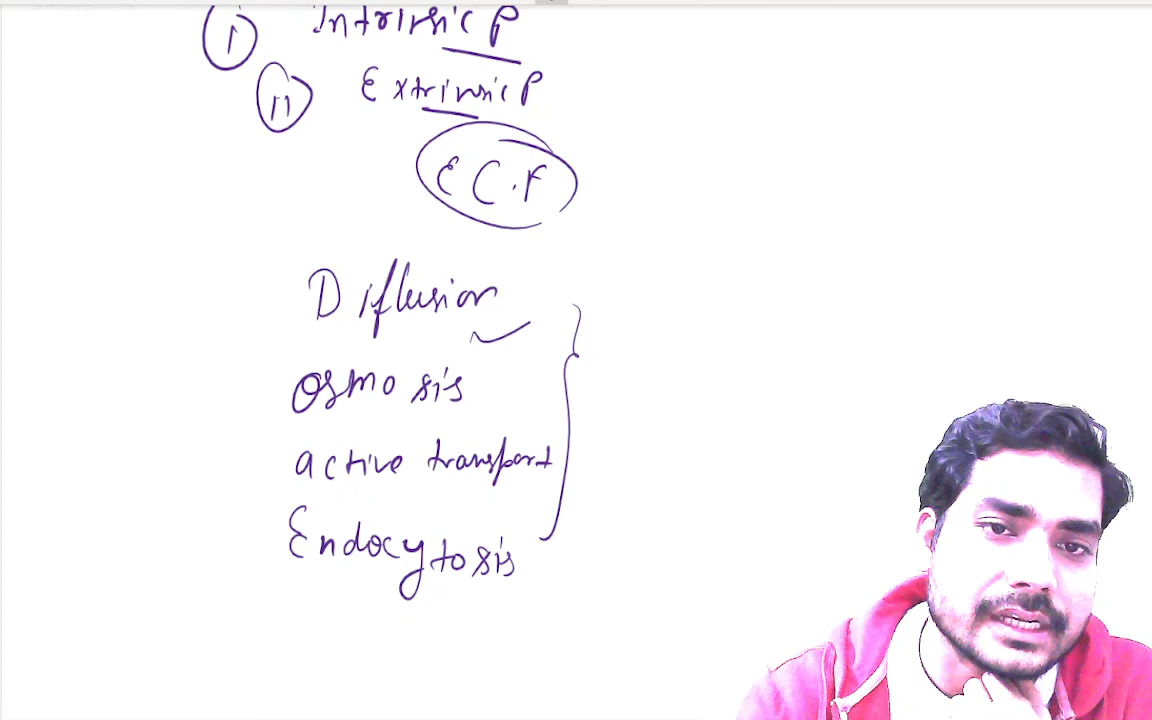 (i) Intrinsic P
(ii) Extrinsic P
E C.F
Diffusion
osmosis
active transport
Endocytosis